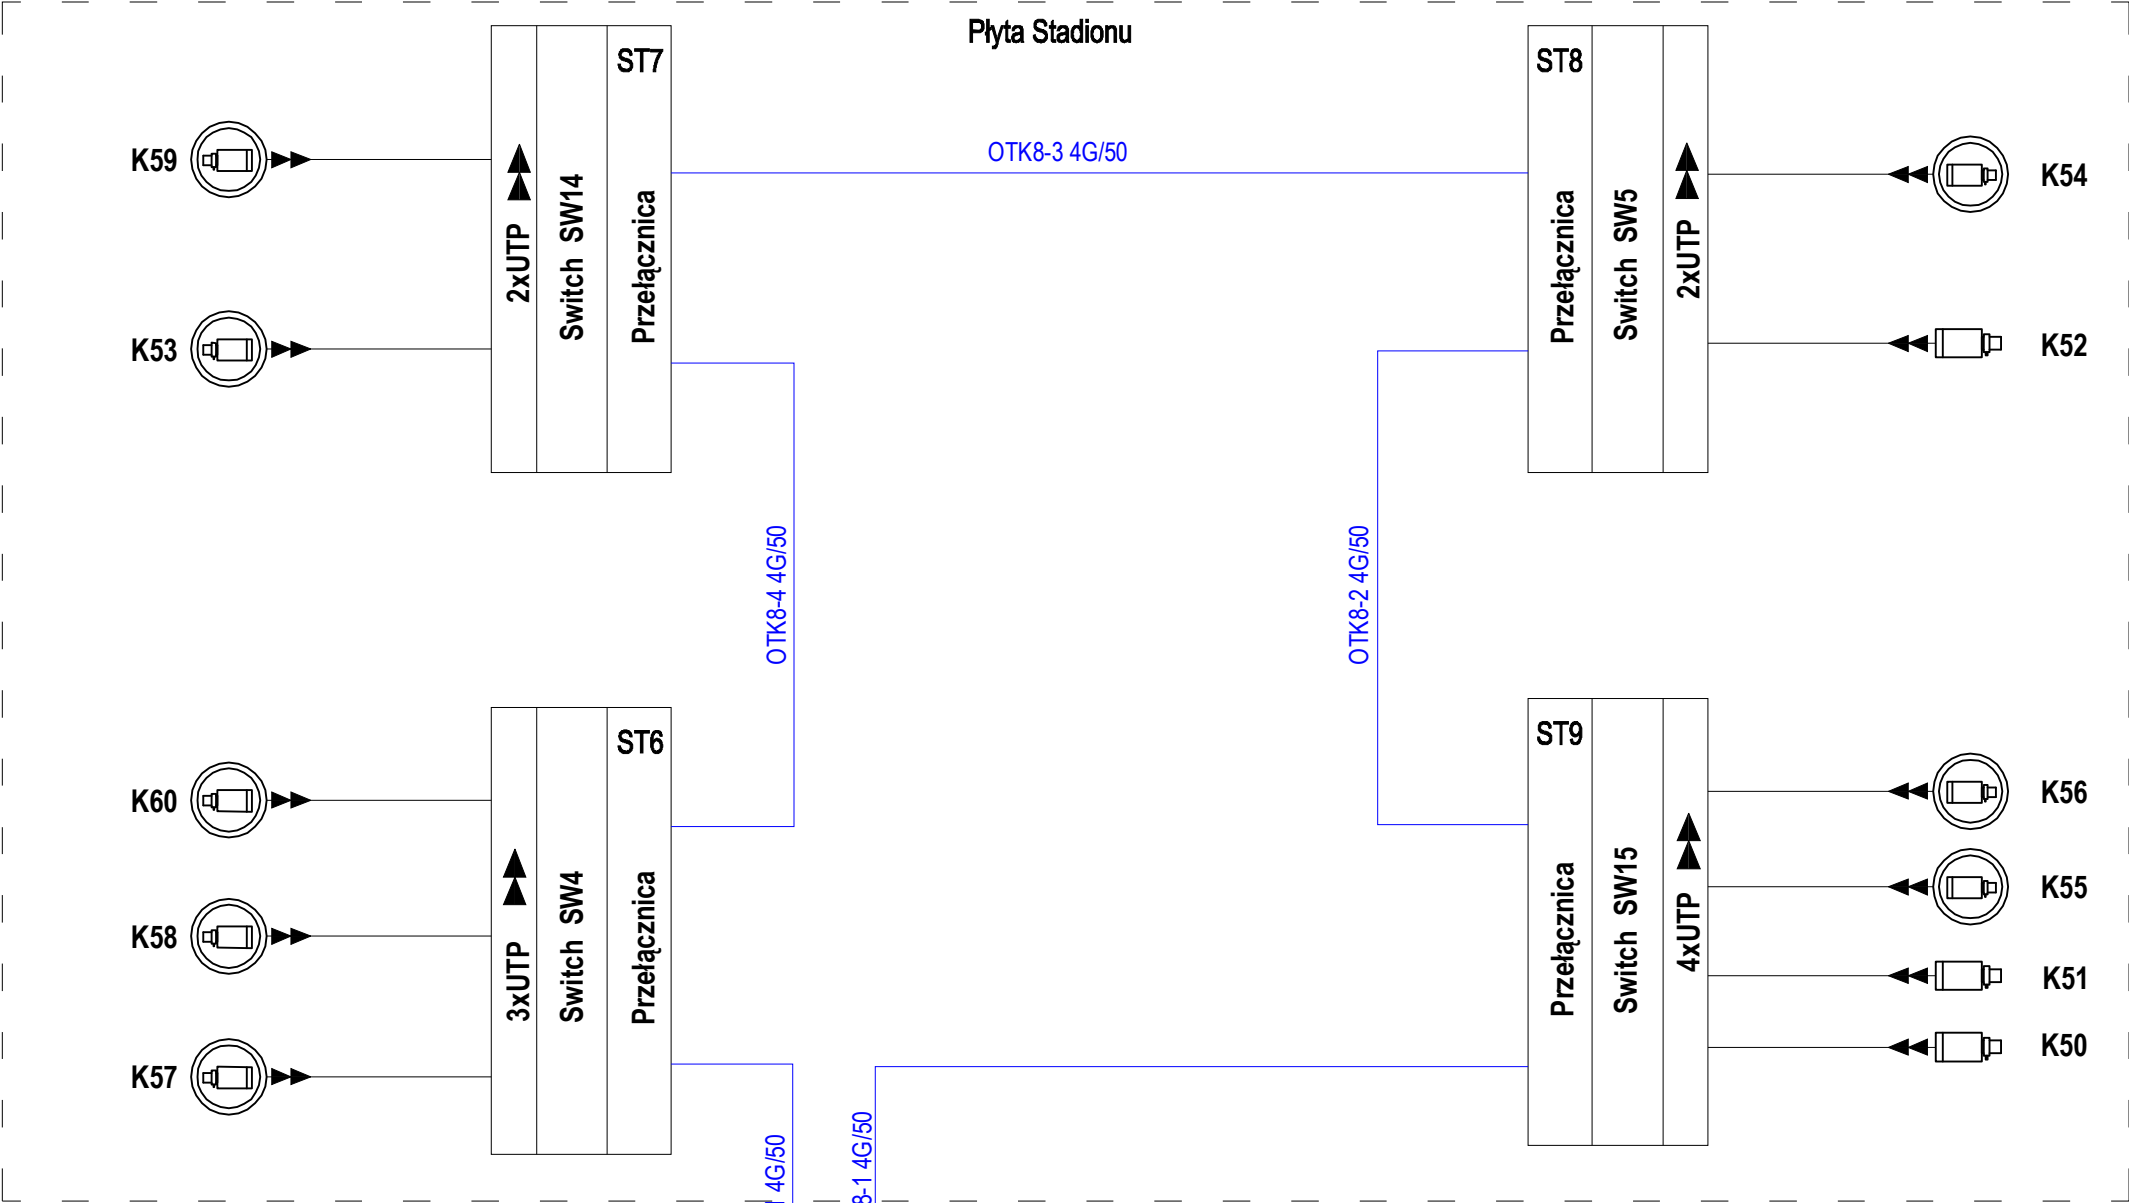 Płyta Stadionu
ST7
ST8
K59
K53
2xUTP
Switch SW14
Przełącznica
OTK8-3 4G/50
Przełącznica
Switch SW5
2xUTP
K54
K52
OTK8-4 4G/50
OTK8-2 4G/50
ST6
ST9
K60
K58
K57
3xUTP
Switch SW4
Przełącznica
Przełącznica
Switch SW15
4xUTP
K56
K55
K51
K50
4G/50
8-1 4G/50